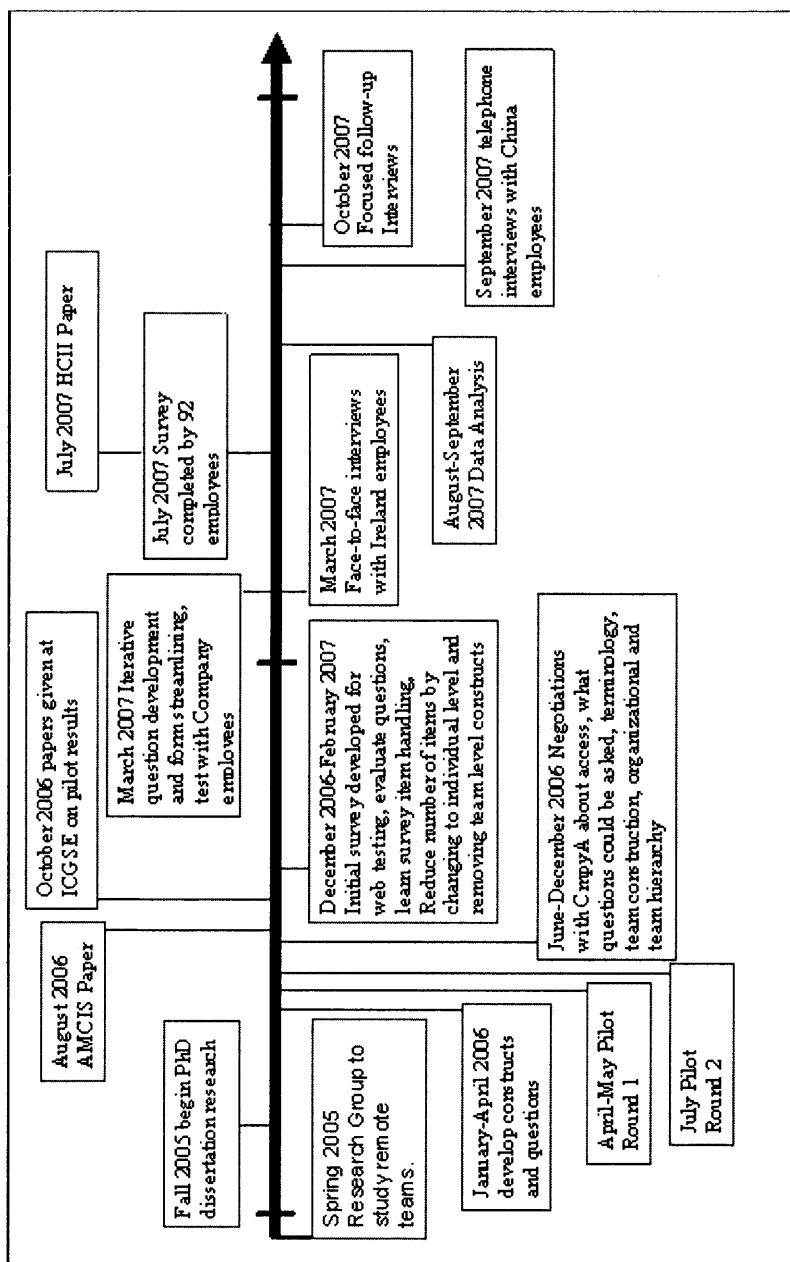 Fall 2005 begin PhD
dissertation research
August 2006
AMCIS Paper
October 2006 papers given at
ICGSE on pilot results
March 2007 Iterative
question development
and form streamlining,
test with Company
employees
July 2007 Survey
completed by 92
employees
July 2007 HCII Paper
Spring 2005
Research Group to
study remote
teams.
January-April 2006
develop constructs
and questions
April-May Pilot
Round 1
July Pilot
Round 2
June-December 2006 Negotiations
with CmpyA about access, what
questions could be asked, terminology,
team construction, organizational and
team hierarchy
December 2006-February 2007
Initial survey developed for
web testing, evaluate questions,
learn survey item handling,
Reduce number of items by
changing to individual level and
removing team level constructs
March 2007
Face-to-face interviews
with Ireland employees
August-September
2007 Data Analysis
September 2007 telephone
interviews with China
employees
October 2007
Focused follow-up
Interviews